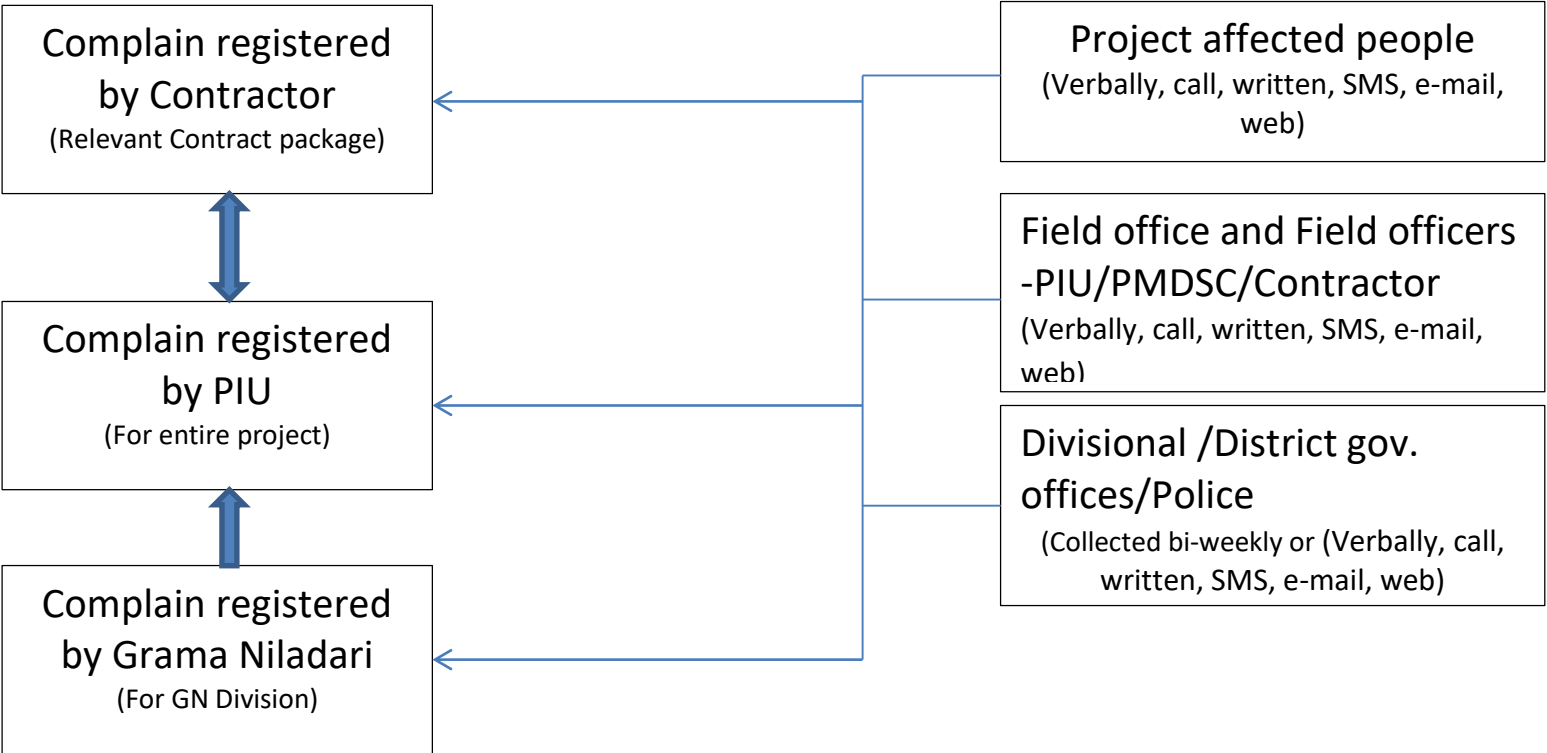 Complain registered
by Contractor
(Relevant Contract package)
Complain registered
by PIU
(For entire project)
Complain registered
by Grama Niladari
(For GN Division)
Project affected people
(Verbally, call, written, SMS, e-mail,
web)
Field office and Field officers
-PIU/PMDSC/Contractor
(Verbally, call, written, SMS, e-mail,
web)
Divisional /District gov.
offices/Police
(Collected bi-weekly or (Verbally, call,
written, SMS, e-mail, web)